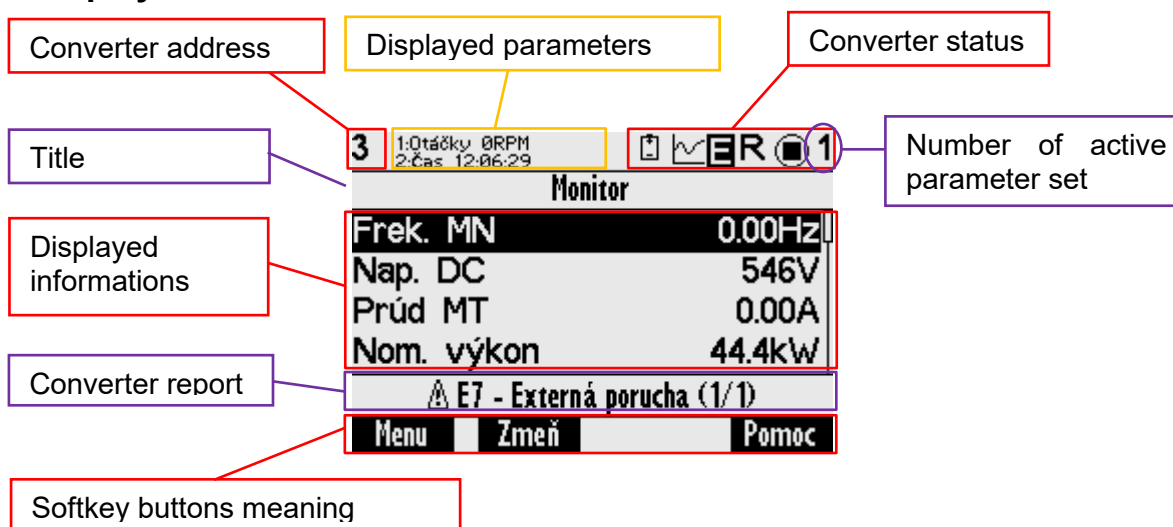 Converter address
Displayed parameters
Converter status
Title
3
1:Otáčky 0RPM
2:Čas 12:06:29
E R 1
Number of active
parameter set
Monitor
Displayed
informations
Frek. MN 0.00Hz
Nap. DC 546V
Prúd MT 0.00A
Nom. výkon 44.4kW
Converter report
E7 - Externá porucha (1/1)
Menu Zmeň Pomoc
Softkey buttons meaning